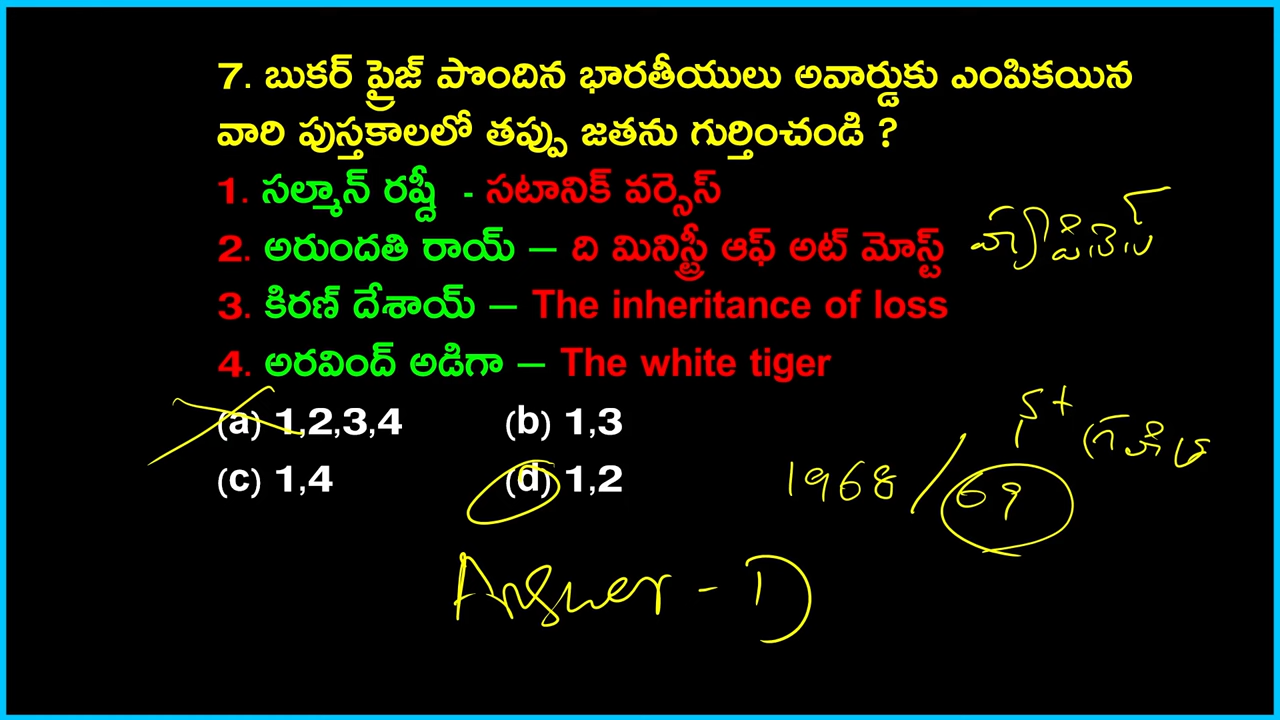 7. బుకర్ ప్రైజ్ పొందిన భారతీయులు అవార్డుకు ఎంపికయిన
వారి పుస్తకాలలో తప్పు జతను గుర్తించండి ?
1. సల్మాన్ రష్దీ - సటానిక్ వర్సెస్
2. అరుందతి రాయ్ – ది మినిస్ట్రీ ఆఫ్ అట్ మోస్ట్ హ్యాపినెస్
3. కిరణ్ దేశాయ్ – The inheritance of loss
4. అరవింద్ అడిగా – The white tiger
(a) 1,2,3,4 (b) 1,3
(c) 1,4 (d) 1,2
1968 / 69
Answer - D